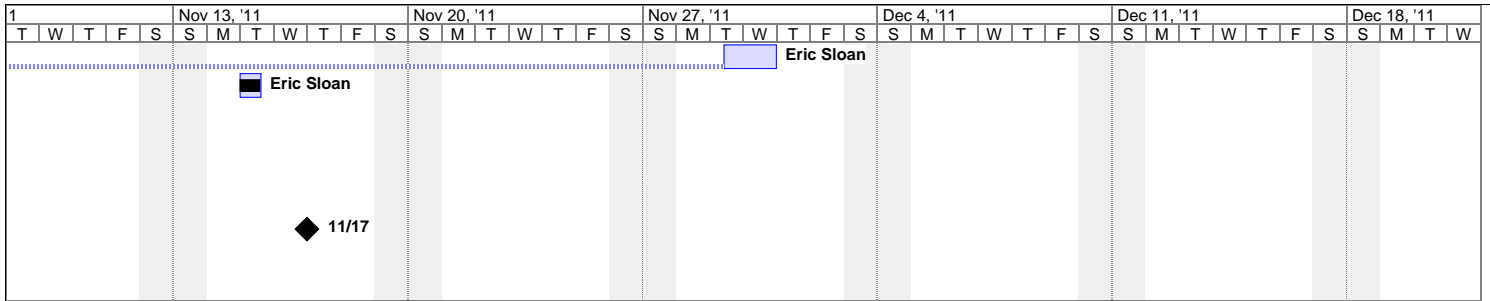 1 Nov 13, '11 Nov 20, '11 Nov 27, '11 Dec 4, '11 Dec 11, '11 Dec 18, '11
T W T F S S M T W T F S S M T W T F S S M T W T F S S M T W T F S S M T W T F S S M T W
Eric Sloan
Eric Sloan
11/17